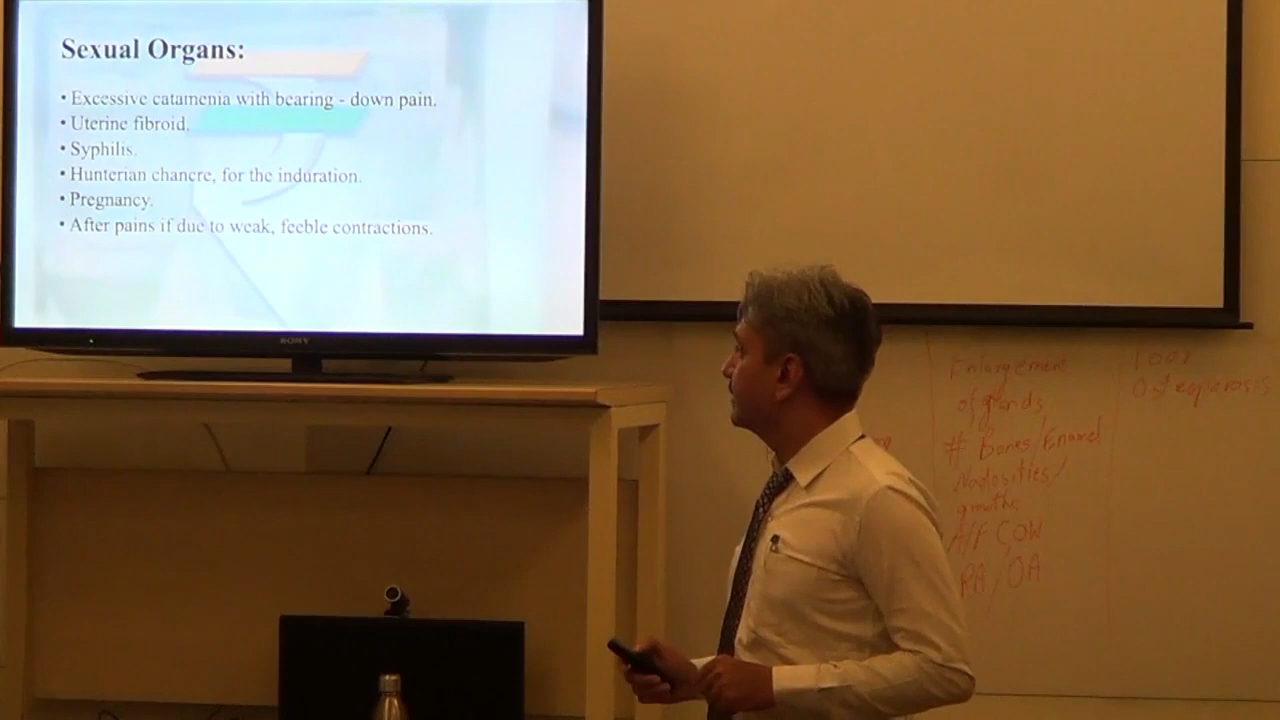 Sexual Organs:
• Excessive catamenia with bearing - down pain.
• Uterine fibroid.
• Syphilis.
• Hunterian chancre, for the induration.
• Pregnancy.
• After pains if due to weak, feeble contractions.
SONY
Enlargement
of glands
# Bones/Enamel
Nodosities/
growths
A/F COW
RA/OA
Osteoporosis